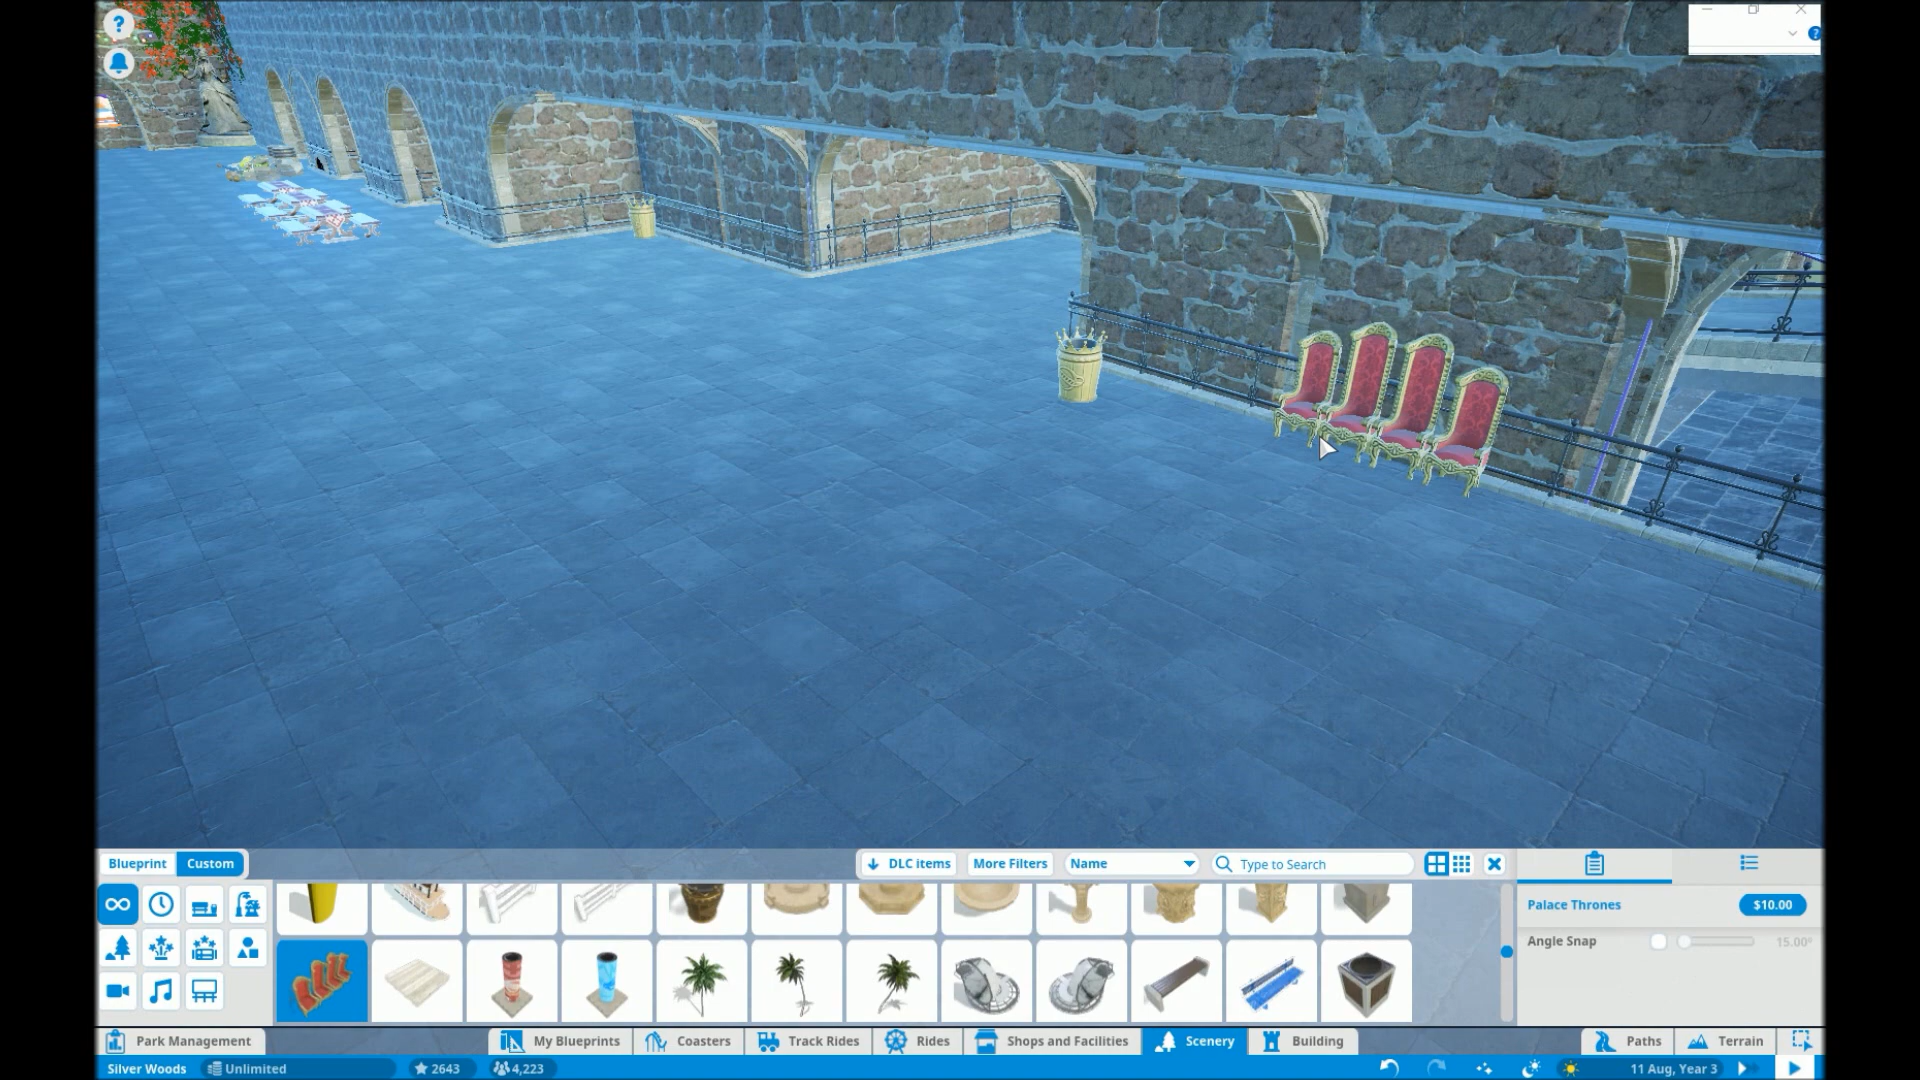 ?
?
Blueprint Custom DLC items More Filters Name Type to Search
Palace Thrones $10.00
Angle Snap 15.00°
Park Management My Blueprints Coasters Track Rides Rides Shops and Facilities Scenery Building Paths Terrain
Silver Woods Unlimited 2643 4,223 11 Aug, Year 3